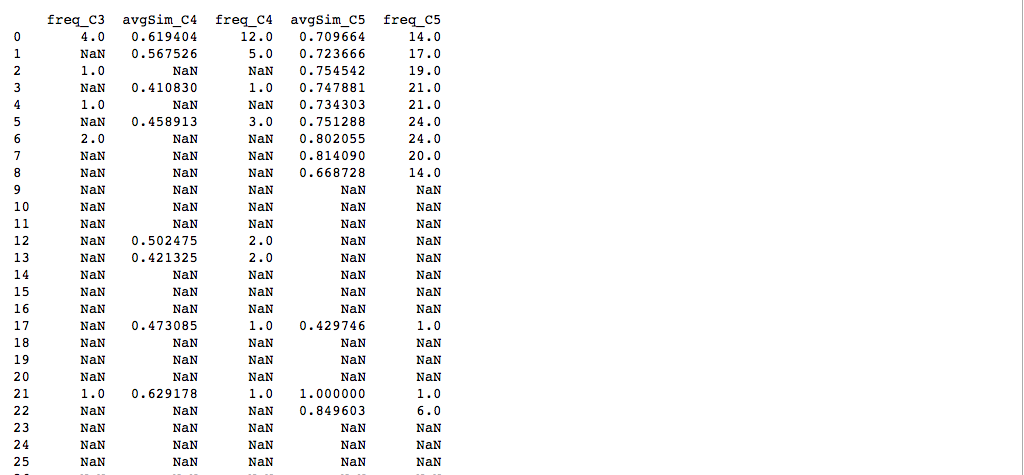 freq_C3 avgSim_C4 freq_C4 avgSim_C5 freq_C5
0 4.0 0.619404 12.0 0.709664 14.0
1 NaN 0.567526 5.0 0.723666 17.0
2 1.0 NaN NaN 0.754542 19.0
3 NaN 0.410830 1.0 0.747881 21.0
4 1.0 NaN NaN 0.734303 21.0
5 NaN 0.458913 3.0 0.751288 24.0
6 2.0 NaN NaN 0.802055 24.0
7 NaN NaN NaN 0.814090 20.0
8 NaN NaN NaN 0.668728 14.0
9 NaN NaN NaN NaN NaN
10 NaN NaN NaN NaN NaN
11 NaN NaN NaN NaN NaN
12 NaN 0.502475 2.0 NaN NaN
13 NaN 0.421325 2.0 NaN NaN
14 NaN NaN NaN NaN NaN
15 NaN NaN NaN NaN NaN
16 NaN NaN NaN NaN NaN
17 NaN 0.473085 1.0 0.429746 1.0
18 NaN NaN NaN NaN NaN
19 NaN NaN NaN NaN NaN
20 NaN NaN NaN NaN NaN
21 1.0 0.629178 1.0 1.000000 1.0
22 NaN NaN NaN 0.849603 6.0
23 NaN NaN NaN NaN NaN
24 NaN NaN NaN NaN NaN
25 NaN NaN NaN NaN NaN